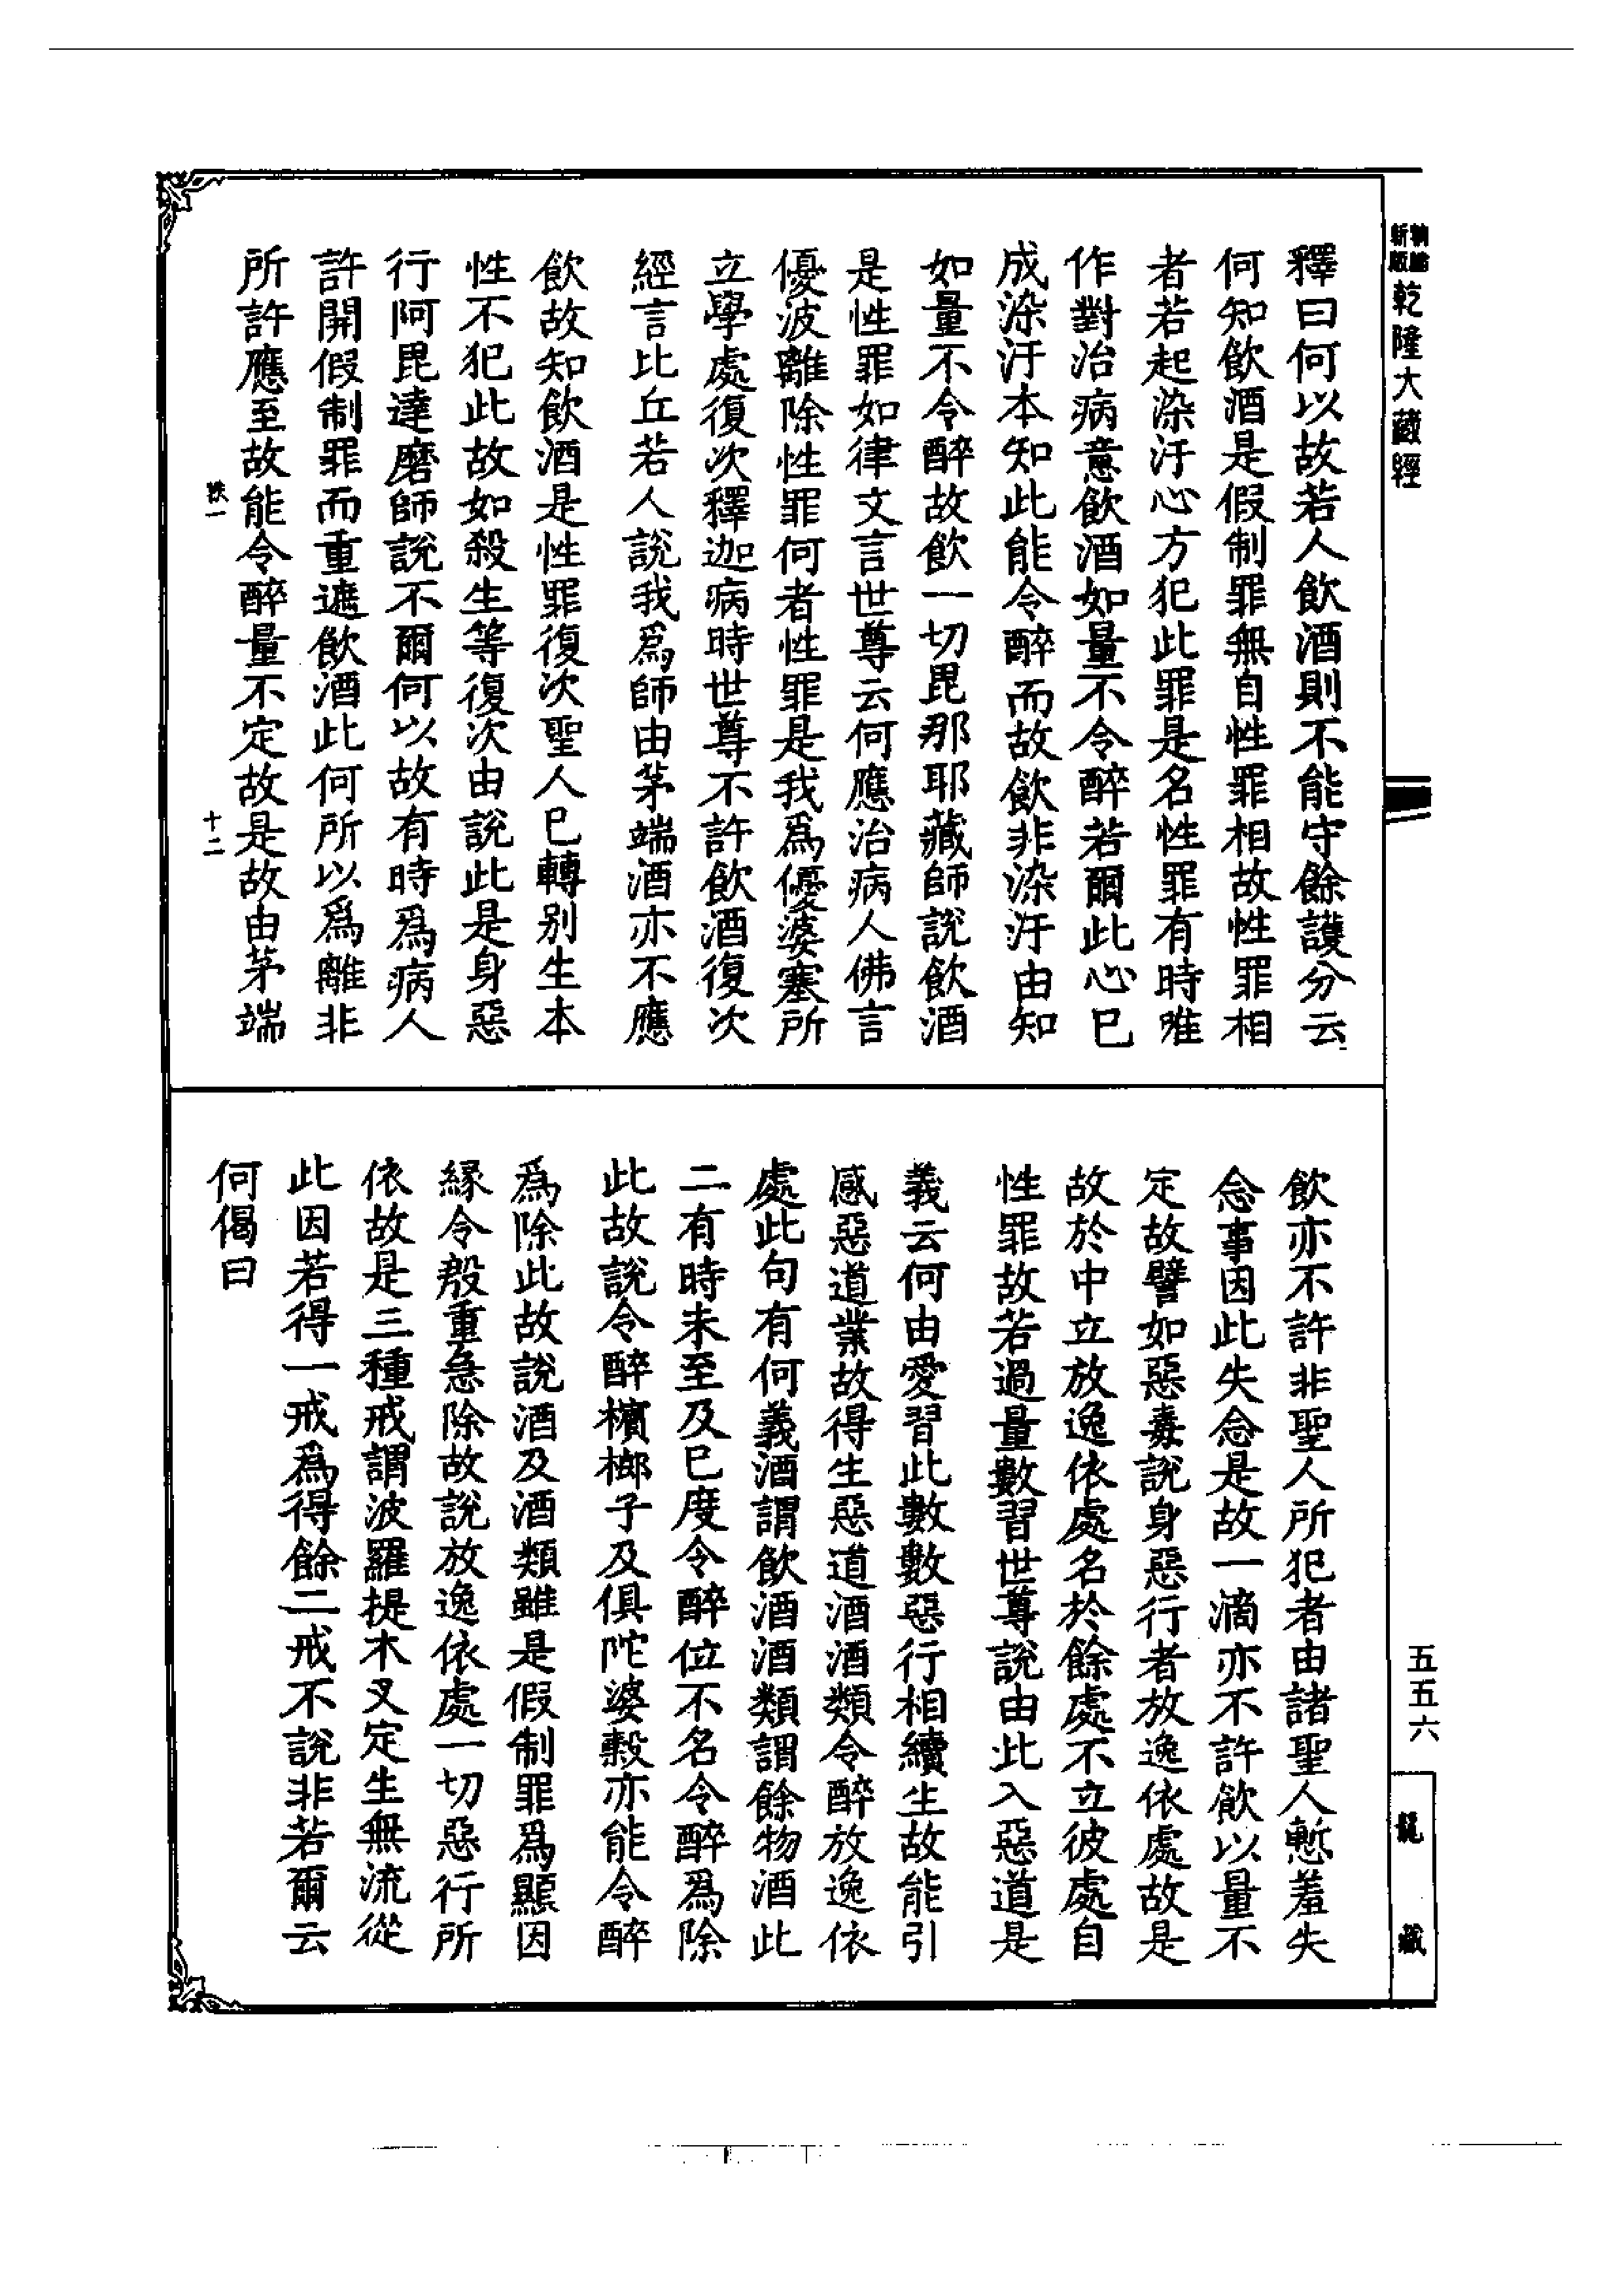 新編
新版
乾隆大藏經
釋曰何以故若人飲酒則不能守餘護分云
何知飲酒是假制罪無自性罪相故性罪相
者若起染汙心方犯此罪是名性罪有時唯
作對治病意飲酒如量不令醉若爾此心已
成染汙本知此能令醉而故飲非染汙由知
如量不令醉故飲一切毘那耶藏師說飲酒
是性罪如律文言世尊云何應治病人佛言
優波離除性罪何者性罪是我為優婆塞所
立學處復次釋迦病時世尊不許飲酒復次
經言比丘若人說我為師由茅端酒亦不應
飲故知飲酒是性罪復次聖人已轉別生本
性不犯此故如殺生等復次由說此是身惡
行阿毘達磨師說不爾何以故有時為病人
許開假制罪而重遮飲酒此何所以為離非
所許應至故能令醉量不定故是故由茅端
十二
飲亦不許非聖人所犯者由諸聖人慙羞失
念事因此失念是故一滴亦不許飲以量不
定故譬如惡毒說身惡行者放逸依處故是
故於中立放逸依處名於餘處不立彼處自
性罪故若過量數習世尊說由此入惡道是
義云何由愛習此數數惡行相續生故能引
感惡道業故得生惡道酒酒類令醉放逸依
處此句有何義酒謂飲酒酒類謂餘物酒此
二有時未至及已度令醉位不名令醉為除
此故說令醉檳榔子及俱陀婆穀亦能令醉
為除此故說酒及酒類雖是假制罪為顯因
緣令殷重急除故說放逸依處一切惡行所
依故是三種戒謂波羅提木叉定生無流從
此因若得一戒為得餘二戒不說非若爾云
何偈曰
五五六
龍藏